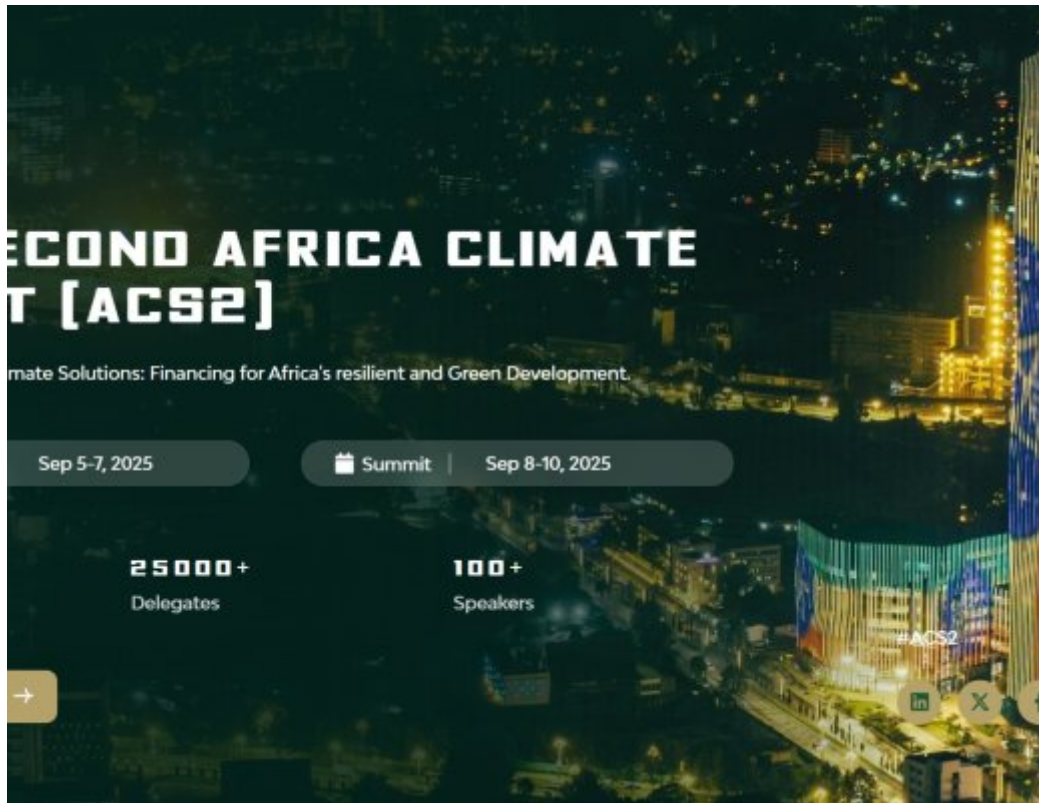 ECOND AFRICA CLIMATE
T [ACS2]
mate Solutions: Financing for Africa's resilient and Green Development.
Sep 5-7, 2025
Summit | Sep 8-10, 2025
25000+
100+
Delegates
Speakers
#ACS2
in X f